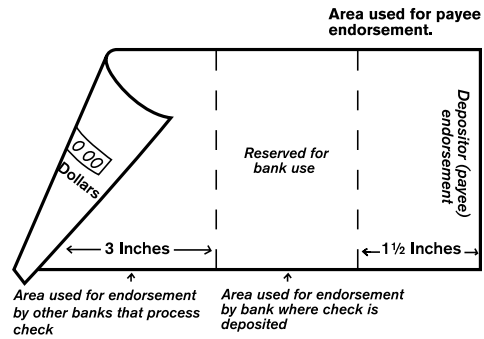 Area used for payee
endorsement.
Depositor (payee)
endorsement
Reserved for
bank use
0 00
Dollars
3 Inches
1½ Inches
Area used for endorsement
by other banks that process
check
Area used for endorsement
by bank where check is
deposited